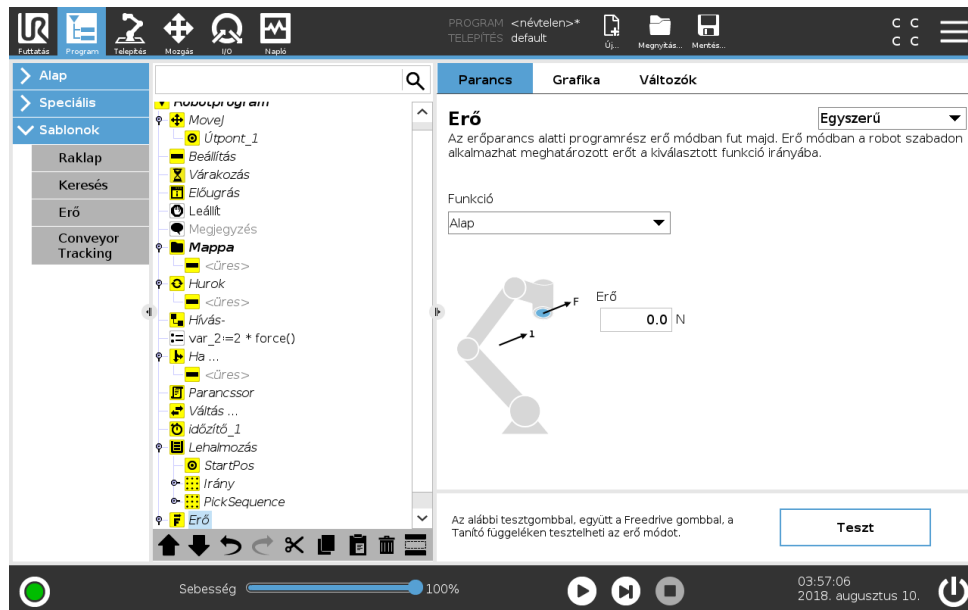 UR
Futtatás
Program
Telepítés
Mozgás
I/O
Napló
PROGRAM <névtelen>*
TELEPÍTÉS default
Új...
Megnyitás...
Mentés...
C C
C C
Alap
Speciális
Sablonok
Raklap
Keresés
Erő
Conveyor
Tracking
Robotprogram
MoveJ
Útpont_1
Beállítás
Várakozás
Előugrás
Leállít
Megjegyzés
Mappa
<üres>
Hurok
<üres>
Hívás-
var_2:=2 * force()
Ha ...
<üres>
Parancssor
Váltás ...
időzítő_1
Lehalmozás
StartPos
Irány
PickSequence
Erő
Parancs
Grafika
Változók
Erő
Egyszerű
Az erőparancs alatti programrész erő módban fut majd. Erő módban a robot szabadon
alkalmazhat meghatározott erőt a kiválasztott funkció irányába.
Funkció
Alap
F
1
Erő
0.0 N
Az alábbi tesztgombbal, együtt a Freedrive gombbal, a
Tanító függeléken tesztelheti az erő módot.
Teszt
Sebesség
100%
03:57:06
2018. augusztus 10.